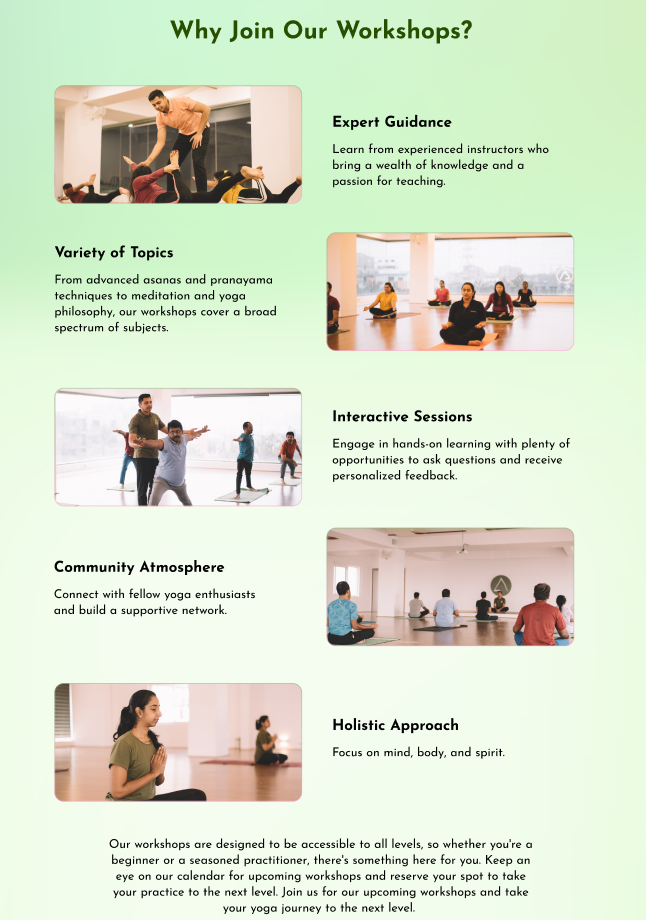 Why Join Our Workshops?
Expert Guidance
Learn from experienced instructors who
bring a wealth of knowledge and a
passion for teaching.
Variety of Topics
From advanced asanas and pranayama
techniques to meditation and yoga
philosophy, our workshops cover a broad
spectrum of subjects.
Interactive Sessions
Engage in hands-on learning with plenty of
opportunities to ask questions and receive
personalized feedback.
Community Atmosphere
Connect with fellow yoga enthusiasts
and build a supportive network.
Holistic Approach
Focus on mind, body, and spirit.
Our workshops are designed to be accessible to all levels, so whether you're a
beginner or a seasoned practitioner, there's something here for you. Keep an
eye on our calendar for upcoming workshops and reserve your spot to take
your practice to the next level. Join us for our upcoming workshops and take
your yoga journey to the next level.